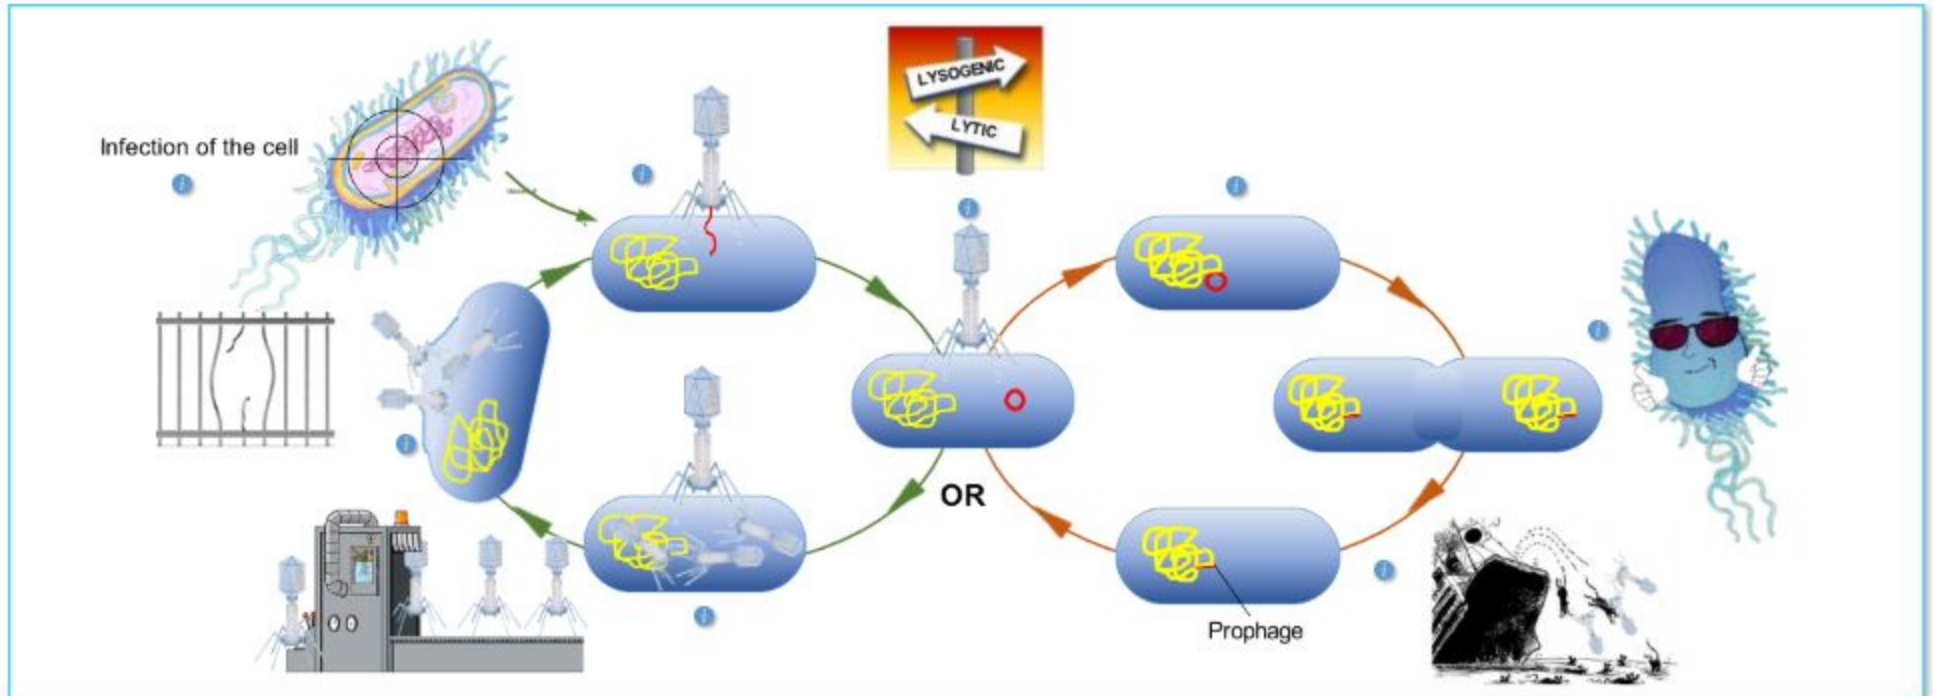 LYSOGENIC
LYTIC
Infection of the cell
OR
Prophage